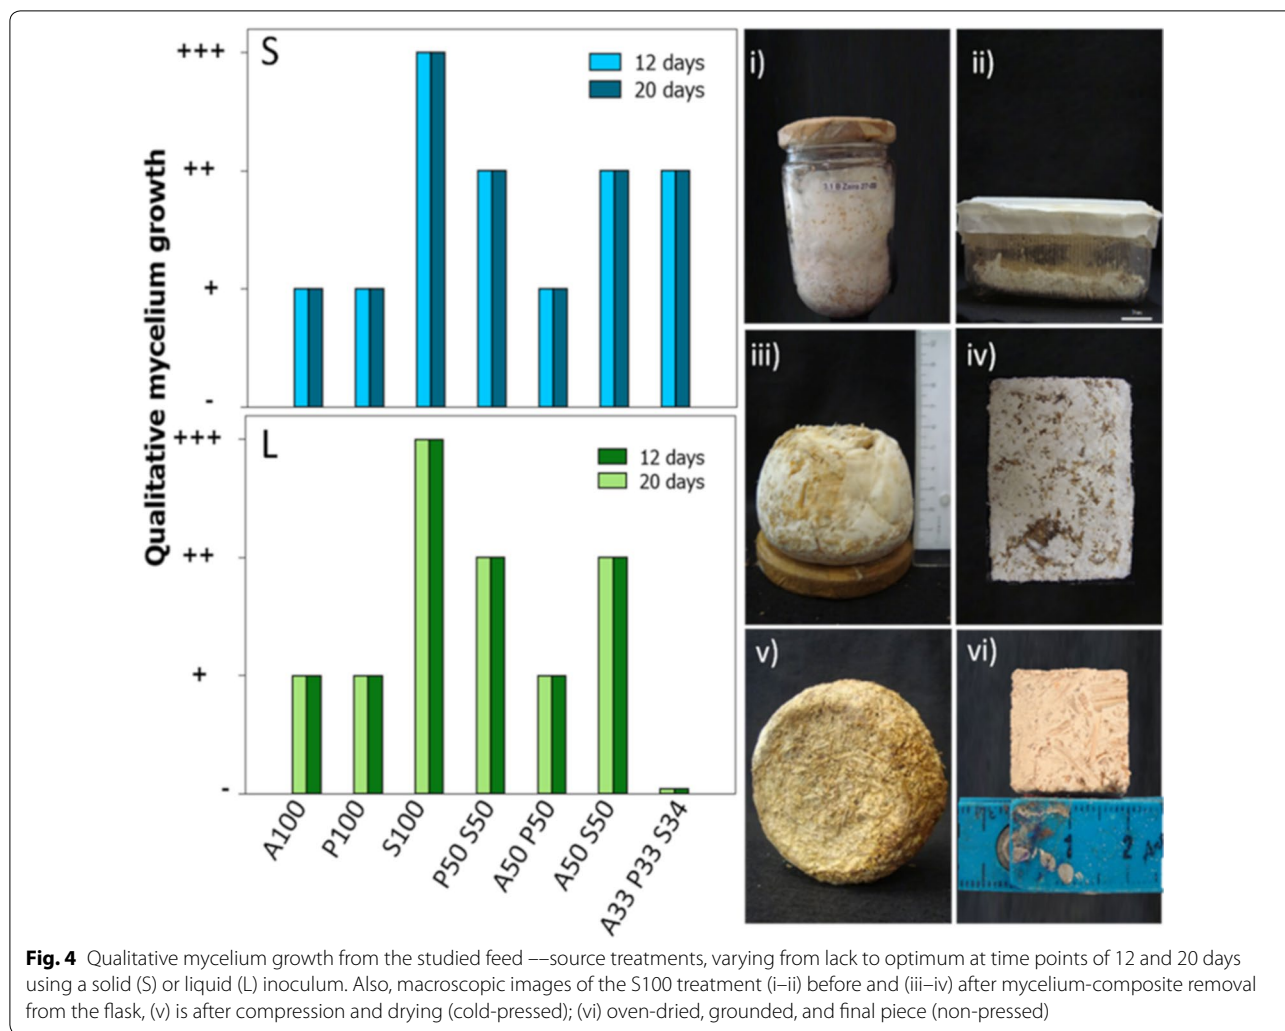 Qualitative mycelium growth
S
+++
++
+
-
12 days
20 days
L
+++
++
+
-
12 days
20 days
A100
P100
S100
P50 S50
A50 P50
A50 S50
A33 P33 S34
i)
ii)
iii)
iv)
v)
vi)
1
2
Fig. 4 Qualitative mycelium growth from the studied feed ––source treatments, varying from lack to optimum at time points of 12 and 20 days
using a solid (S) or liquid (L) inoculum. Also, macroscopic images of the S100 treatment (i–ii) before and (iii–iv) after mycelium-composite removal
from the flask, (v) is after compression and drying (cold-pressed); (vi) oven-dried, grounded, and final piece (non-pressed)